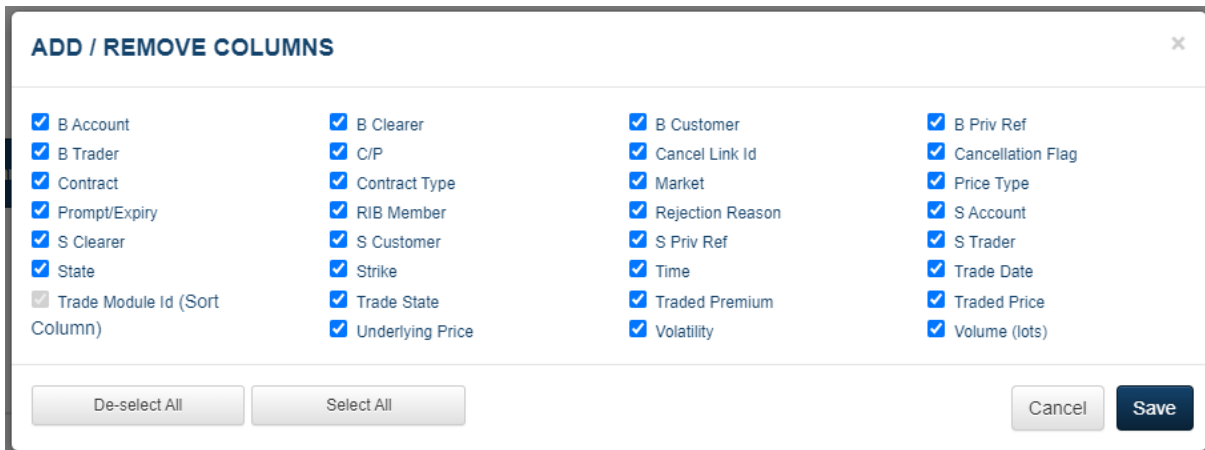 ADD / REMOVE COLUMNS ×
B Account B Clearer B Customer B Priv Ref
B Trader C/P Cancel Link Id Cancellation Flag
Contract Contract Type Market Price Type
Prompt/Expiry RIB Member Rejection Reason S Account
S Clearer S Customer S Priv Ref S Trader
State Strike Time Trade Date
Trade Module Id (Sort Trade State Traded Premium Traded Price
Column) Underlying Price Volatility Volume (lots)
De-select All Select All Cancel Save